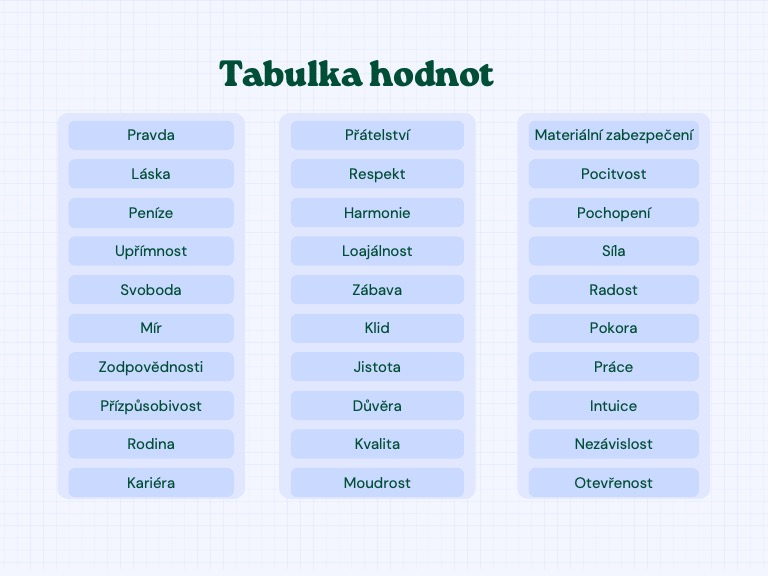 Tabulka hodnot
Pravda
Láska
Peníze
Upřímnost
Svoboda
Mír
Zodpovědnosti
Přízpůsobivost
Rodina
Kariéra
Přátelství
Respekt
Harmonie
Loajálnost
Zábava
Klid
Jistota
Důvěra
Kvalita
Moudrost
Materiální zabezpečení
Pocitvost
Pochopení
Síla
Radost
Pokora
Práce
Intuice
Nezávislost
Otevřenost